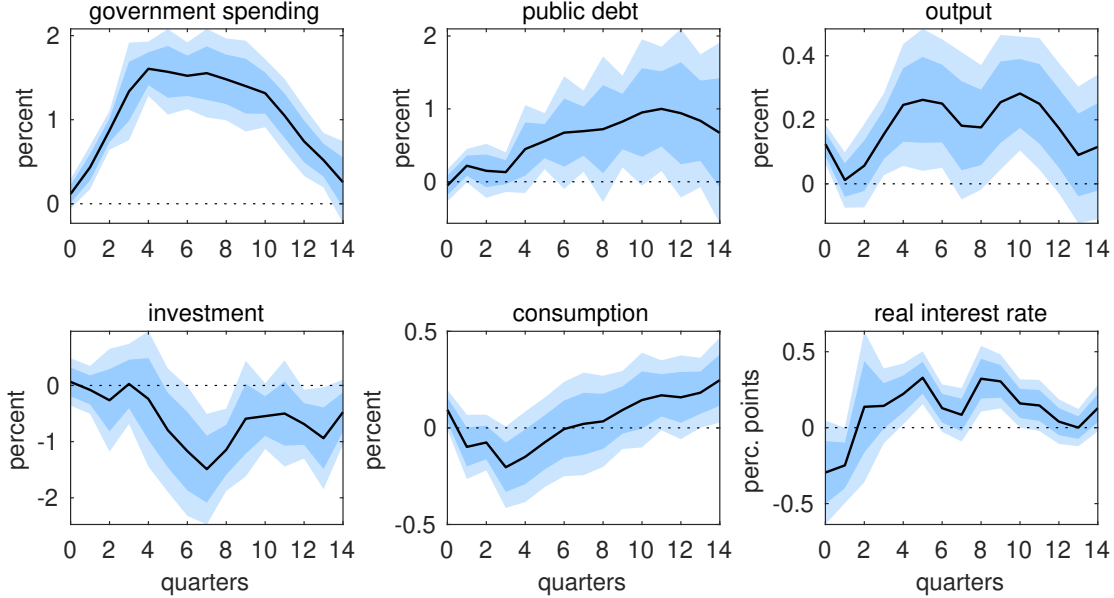 government spending
public debt
output
percent
2
1
0
0 2 4 6 8 10 12 14
percent
2
1
0
0 2 4 6 8 10 12 14
percent
0.4
0.2
0
0 2 4 6 8 10 12 14
investment
consumption
real interest rate
percent
0
-1
-2
0 2 4 6 8 10 12 14
quarters
percent
0.5
0
-0.5
0 2 4 6 8 10 12 14
quarters
perc. points
0.5
0
-0.5
0 2 4 6 8 10 12 14
quarters